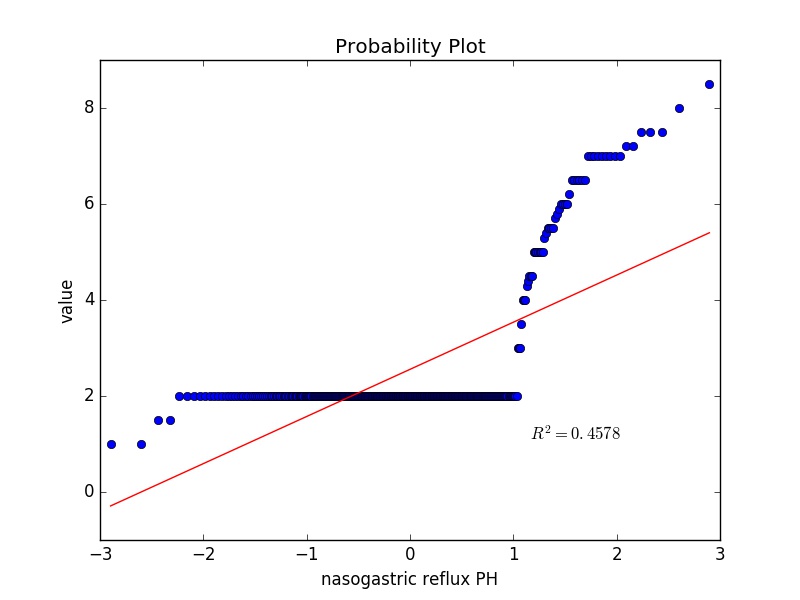 Probability Plot
8
6
4
2
0
value
R² = 0.4578
−3 −2 −1 0 1 2 3
nasogastric reflux PH